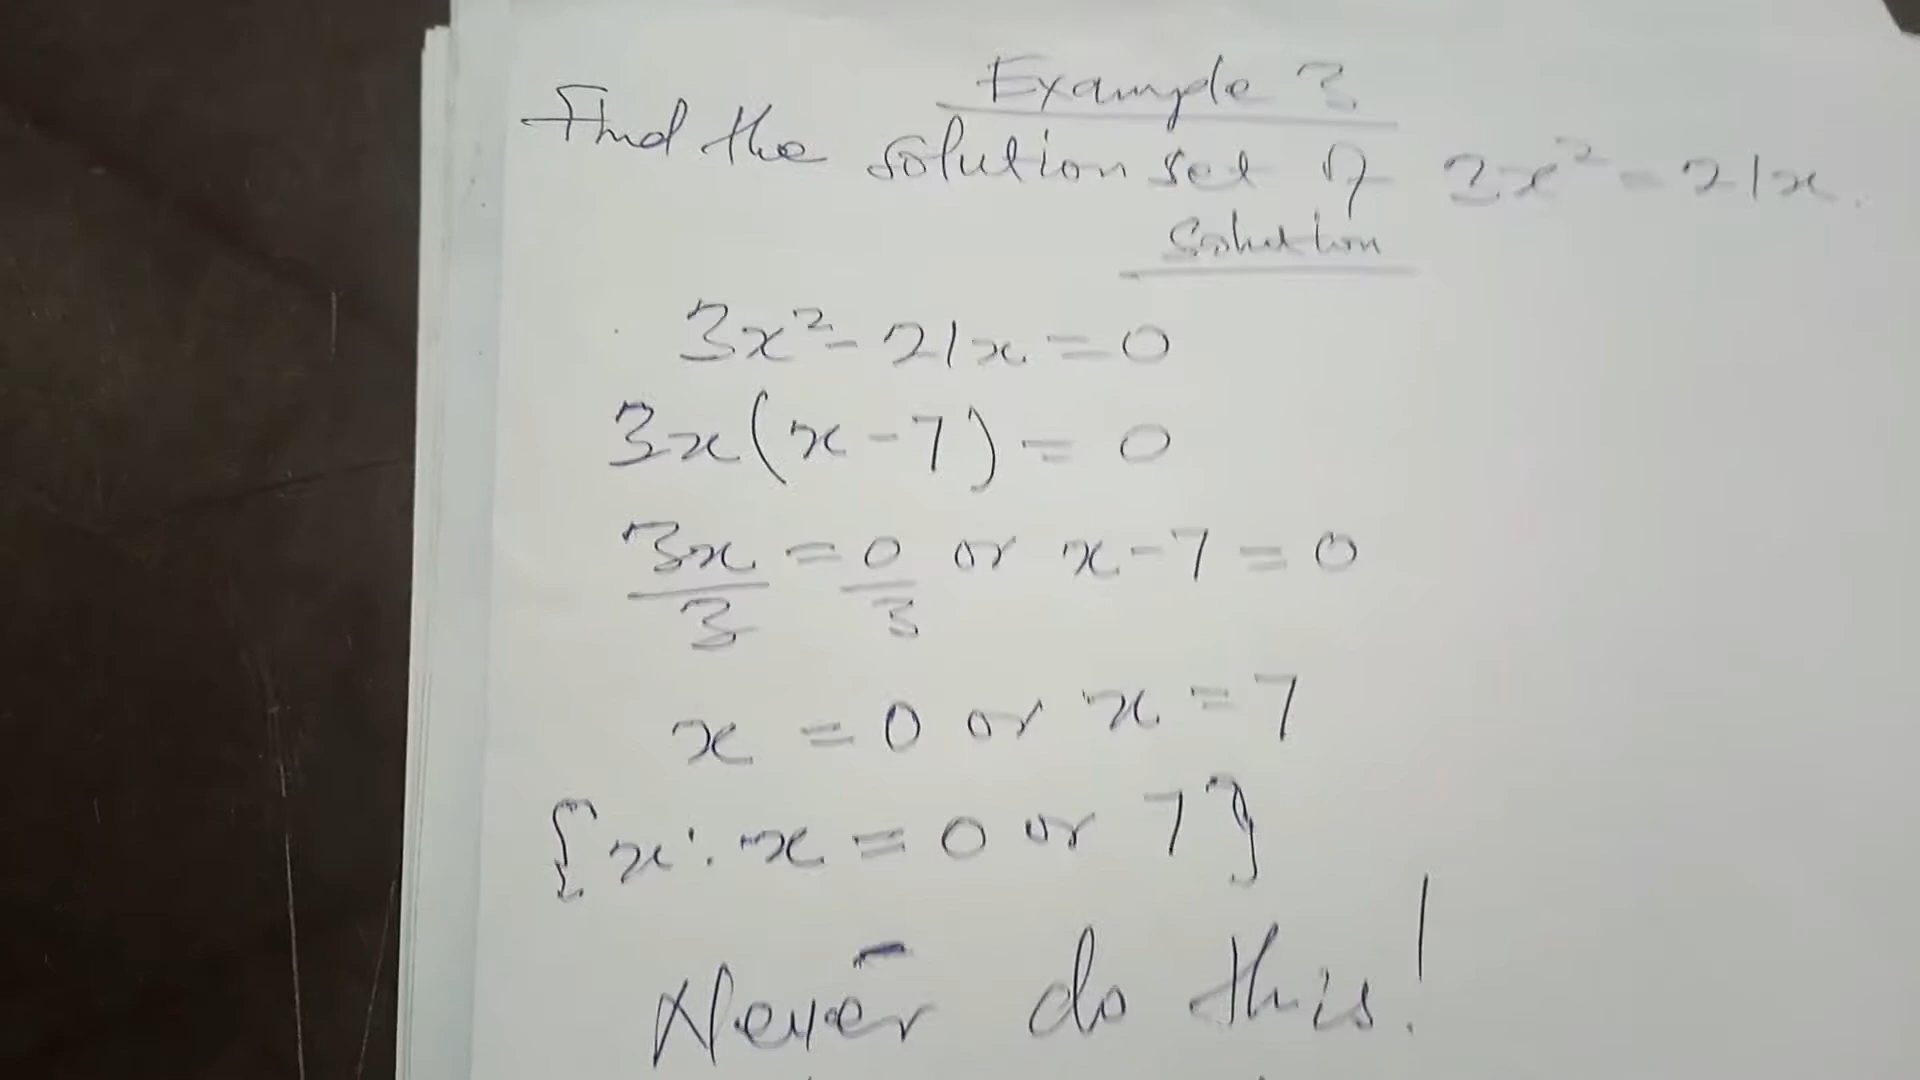 Example 3
Find the solution set of 3x² = 21x.
Solution
3x² - 21x = 0
3x(x - 7) = 0
3x/3 = 0/3 or x - 7 = 0
x = 0 or x = 7
{x : x = 0 or 7}
Never do this!